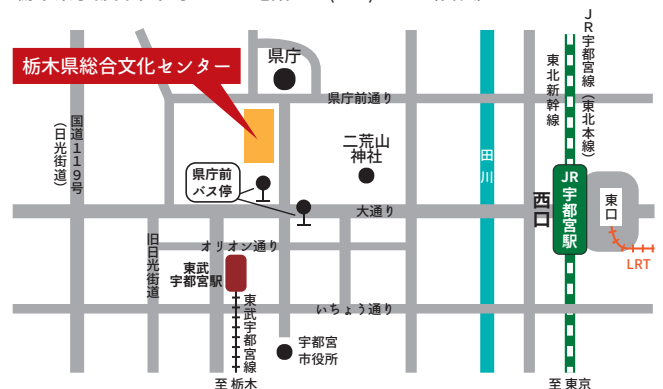 県庁
栃木県総合文化センター
県庁前通り
国道119号
(日光街道)
二荒山
神社
県庁前
バス停
田川
東北新幹線
JR宇都宮線(東北本線)
JR
宇都宮駅
西口
東口
LRT
大通り
オリオン通り
旧日光街道
東武
宇都宮駅
東武宇都宮線
いちょう通り
宇都宮
市役所
至 栃木
至 東京